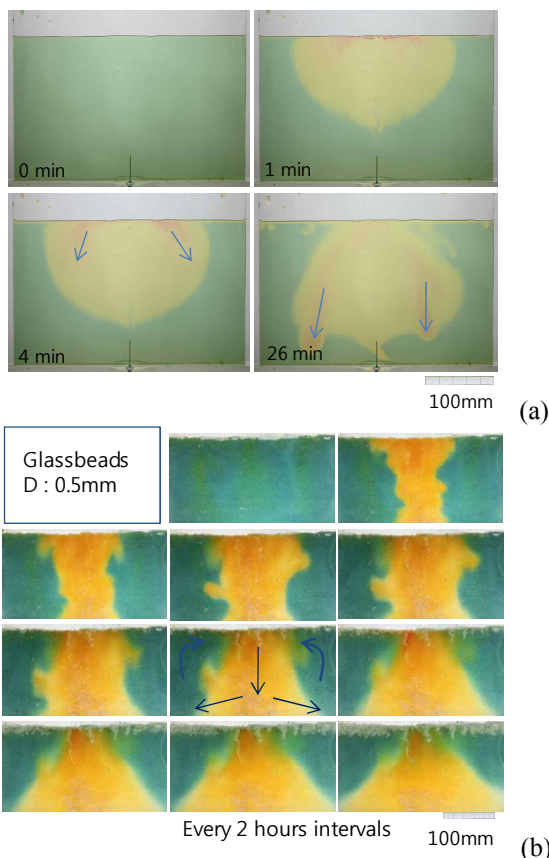 0 min
1 min
4 min
26 min
100mm
(a)
Glassbeads
D : 0.5mm
Every 2 hours intervals
100mm
(b)